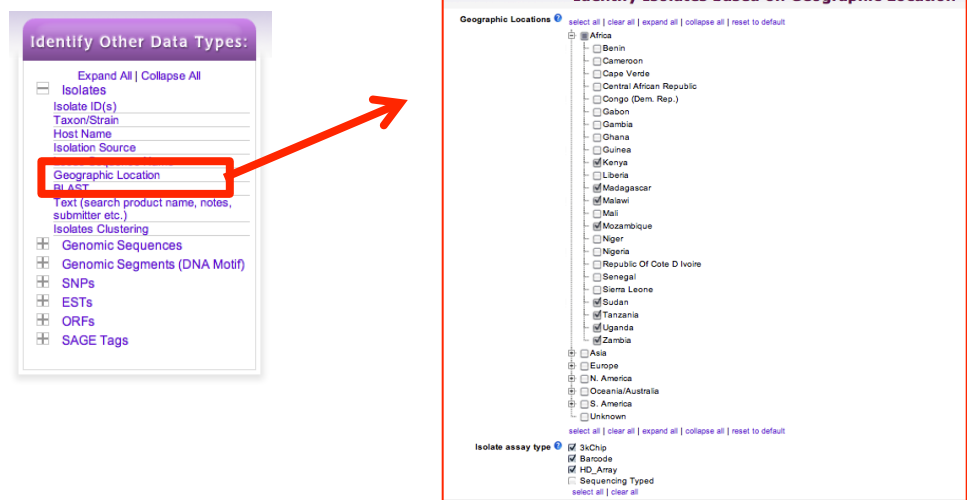 Identify Other Data Types:
Expand All | Collapse All
Isolates
Isolate ID(s)
Taxon/Strain
Host Name
Isolation Source
Geographic Location
BLAST
Text (search product name, notes,
submitter etc.)
Isolates Clustering
Genomic Sequences
Genomic Segments (DNA Motif)
SNPs
ESTs
ORFs
SAGE Tags
Identify Isolates based on Geographic Location
Geographic Locations
select all | clear all | expand all | collapse all | reset to default
Africa
Benin
Cameroon
Cape Verde
Central African Republic
Congo (Dem. Rep.)
Gabon
Gambia
Ghana
Guinea
Kenya
Liberia
Madagascar
Malawi
Mali
Mozambique
Niger
Nigeria
Republic Of Cote D Ivoire
Senegal
Sierra Leone
Sudan
Tanzania
Uganda
Zambia
Asia
Europe
N. America
Oceania/Australia
S. America
Unknown
select all | clear all | expand all | collapse all | reset to default
Isolate assay type
3kChip
Barcode
HD_Array
Sequencing Typed
select all | clear all